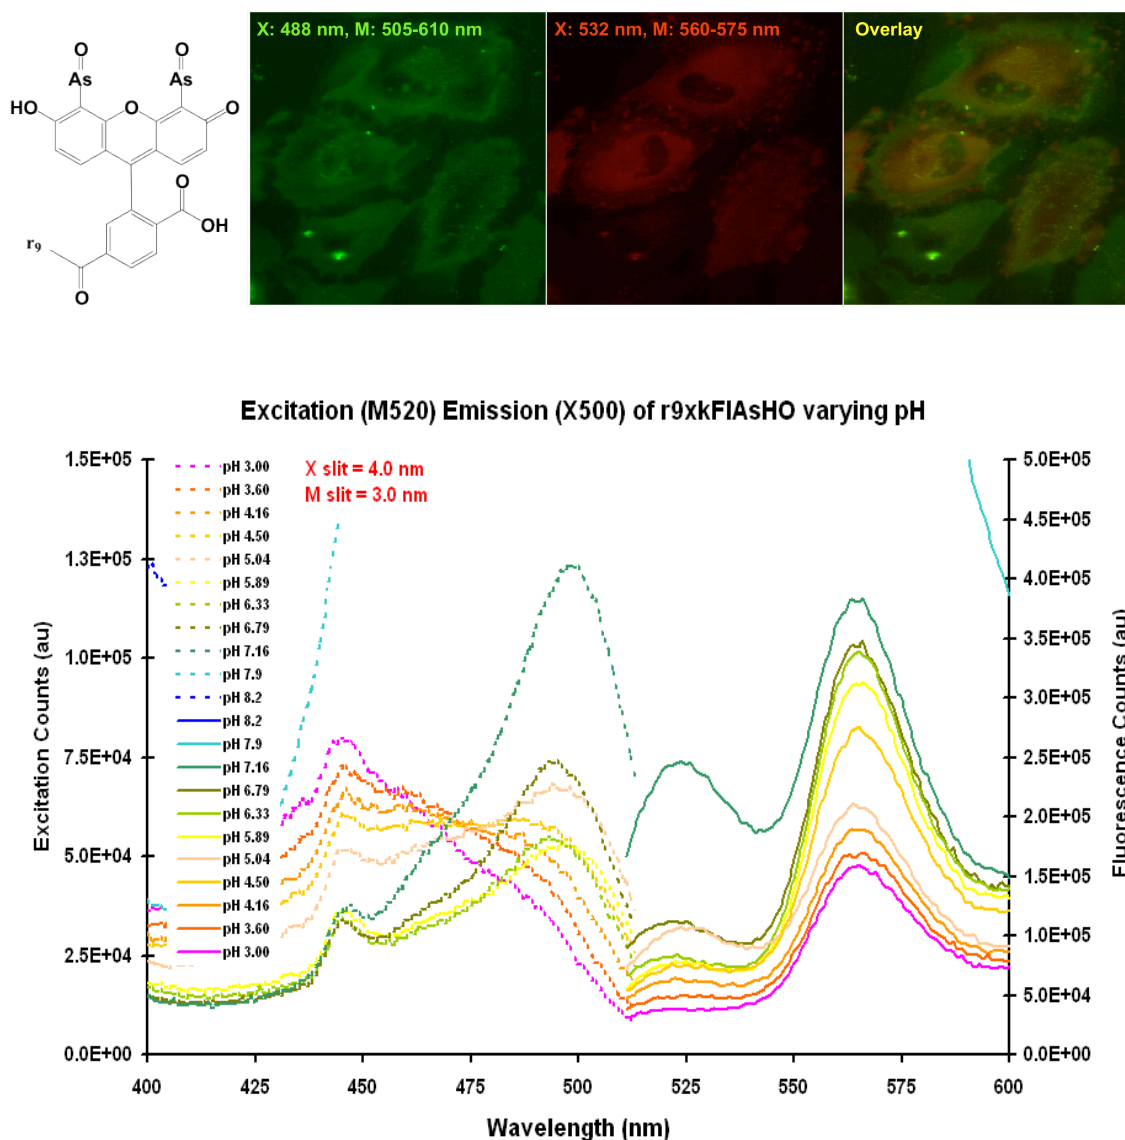 O
O
As
As
HO
O
O
O
OH
r9
O
X: 488 nm, M: 505-610 nm
X: 532 nm, M: 560-575 nm
Overlay
Excitation (M520) Emission (X500) of r9xkFlAsHO varying pH
X slit = 4.0 nm
M slit = 3.0 nm
Excitation Counts (au)
1.5E+05
1.3E+05
1.0E+05
7.5E+04
5.0E+04
2.5E+04
0.0E+00
pH 3.00
pH 3.60
pH 4.16
pH 4.50
pH 5.04
pH 5.89
pH 6.33
pH 6.79
pH 7.16
pH 7.9
pH 8.2
pH 8.2
pH 7.9
pH 7.16
pH 6.79
pH 6.33
pH 5.89
pH 5.04
pH 4.50
pH 4.16
pH 3.60
pH 3.00
5.0E+05
4.5E+05
4.0E+05
3.5E+05
3.0E+05
2.5E+05
2.0E+05
1.5E+05
1.0E+05
5.0E+04
0.0E+00
Fluorescence Counts (au)
400 425 450 475 500 525 550 575 600
Wavelength (nm)